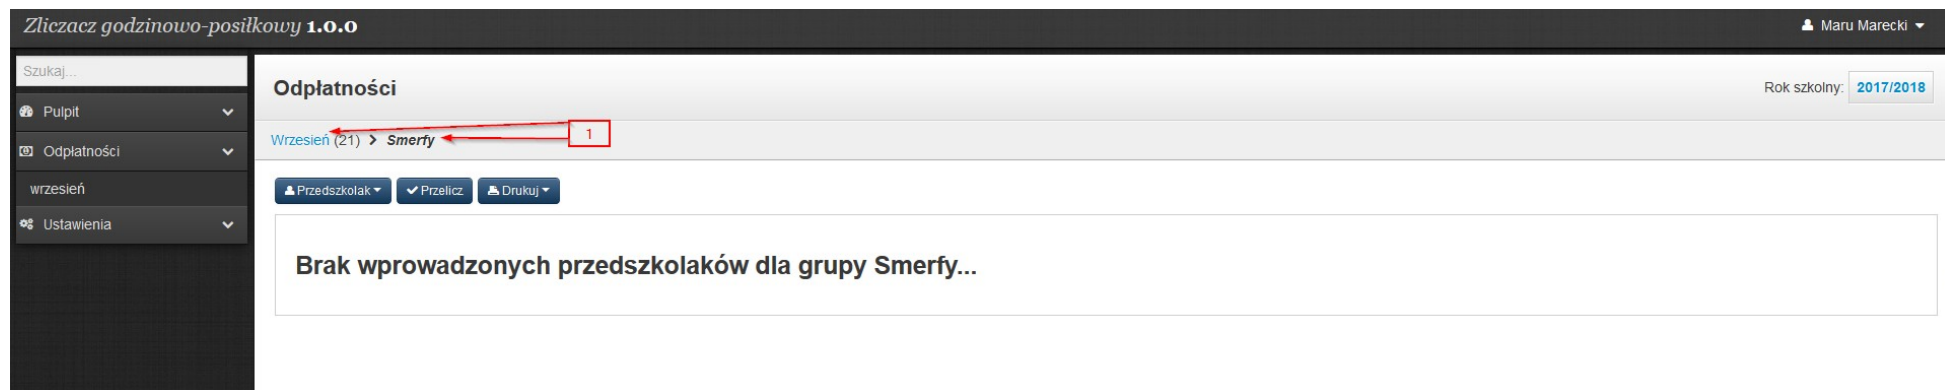 Zliczacz godzinowo-posiłkowy 1.0.0
Maru Marecki
Szukaj...
Pulpit
Odpłatności
wrzesień
Ustawienia
Odpłatności
Rok szkolny: 2017/2018
Wrzesień (21) > Smerfy
1
Przedszkolak Przelicz Drukuj
Brak wprowadzonych przedszkolaków dla grupy Smerfy...